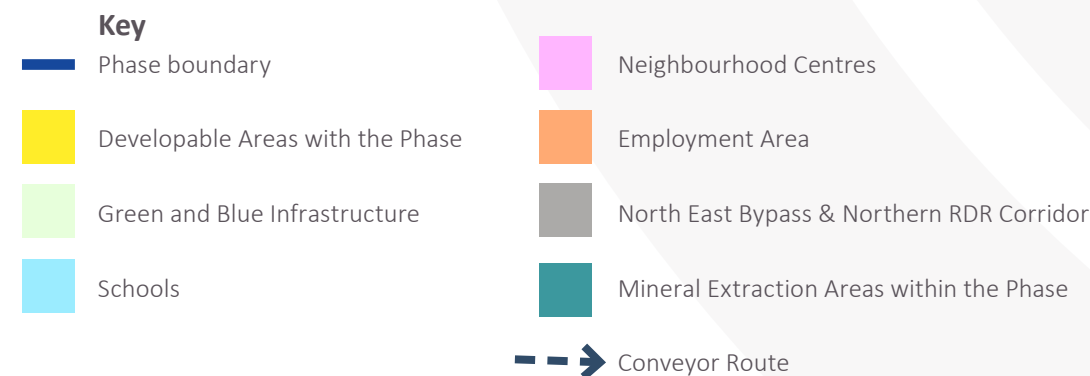 Key
Phase boundary
Developable Areas with the Phase
Green and Blue Infrastructure
Schools
Neighbourhood Centres
Employment Area
North East Bypass & Northern RDR Corridor
Mineral Extraction Areas within the Phase
Conveyor Route